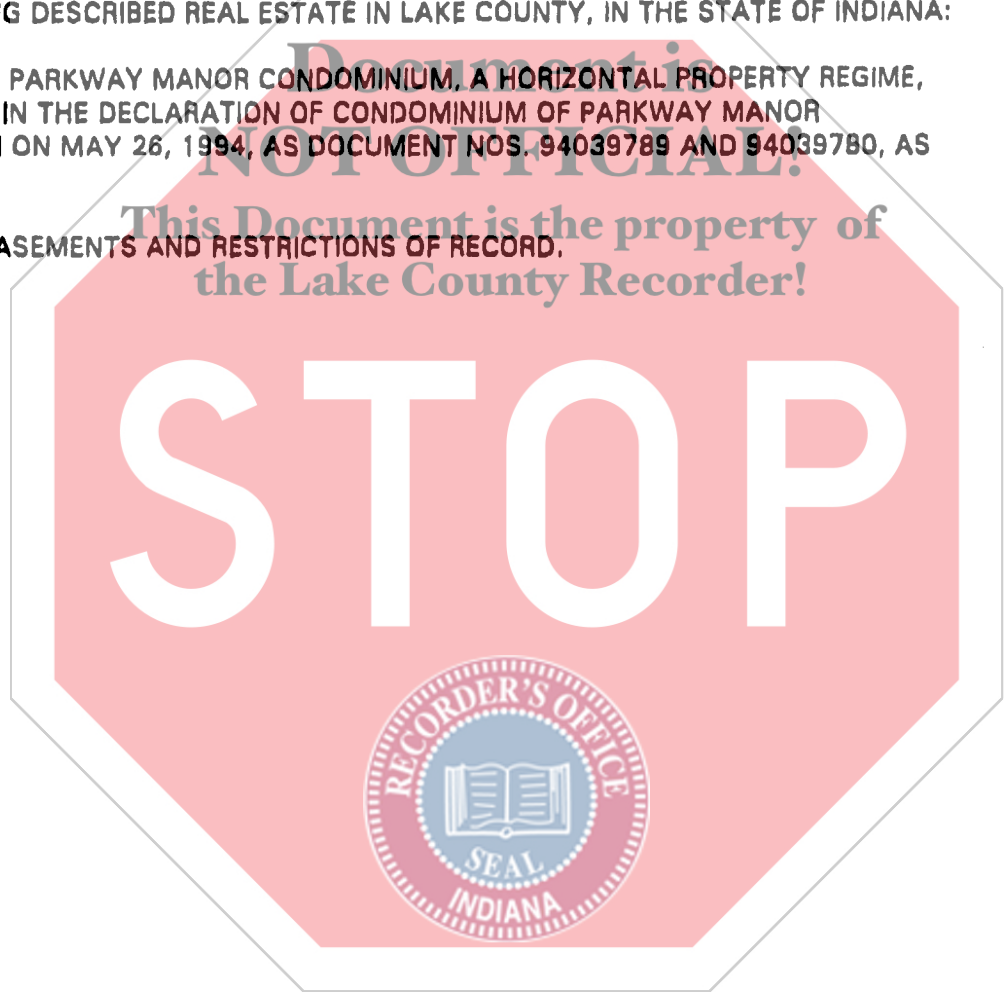 G DESCRIBED REAL ESTATE IN LAKE COUNTY, IN THE STATE OF INDIANA:
Document is
PARKWAY MANOR CONDOMINIUM, A HORIZONTAL PROPERTY REGIME,
IN THE DECLARATION OF CONDOMINIUM OF PARKWAY MANOR
NOT OFFICIAL!
ON MAY 26, 1994, AS DOCUMENT NOS. 94039789 AND 94039780, AS
This Document is the property of
ASEMENTS AND RESTRICTIONS OF RECORD.
the Lake County Recorder!
STOP
RECORDER'S OFFICE
SEAL
INDIANA